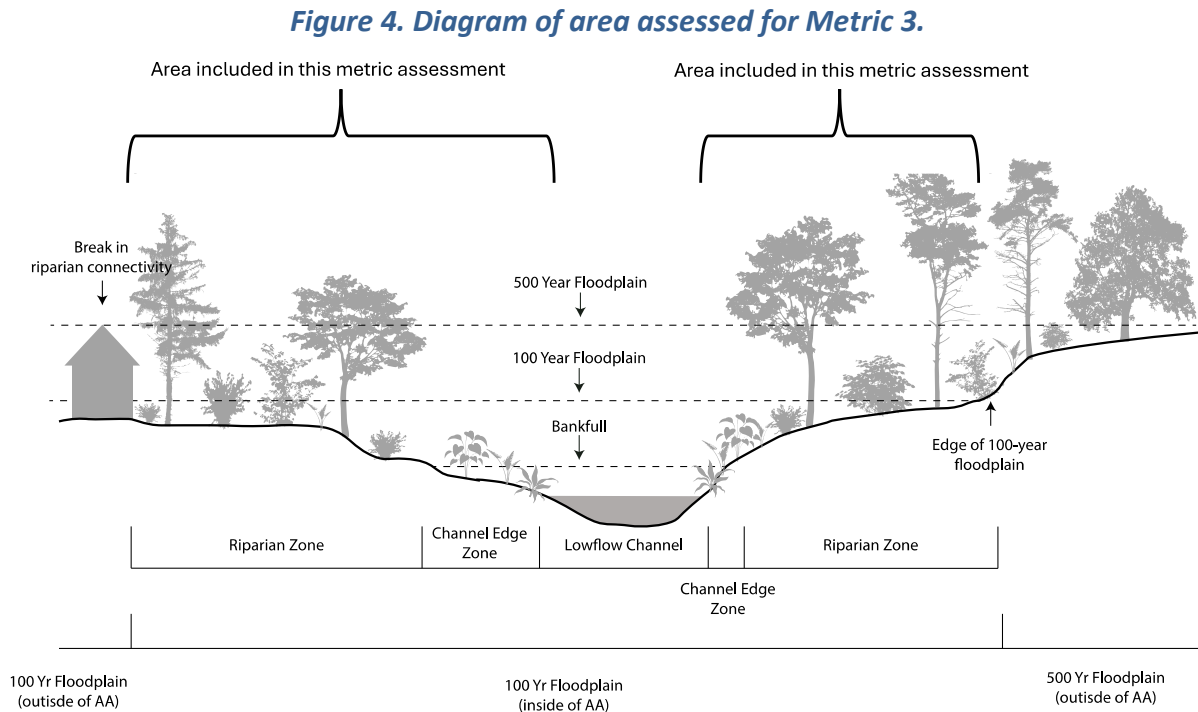 Figure 4. Diagram of area assessed for Metric 3.
Area included in this metric assessment
Area included in this metric assessment
Break in
riparian connectivity
500 Year Floodplain
100 Year Floodplain
Bankfull
Edge of 100-year
floodplain
Riparian Zone
Channel Edge
Zone
Lowflow Channel
Riparian Zone
Channel Edge
Zone
100 Yr Floodplain
(outisde of AA)
100 Yr Floodplain
(inside of AA)
500 Yr Floodplain
(outisde of AA)